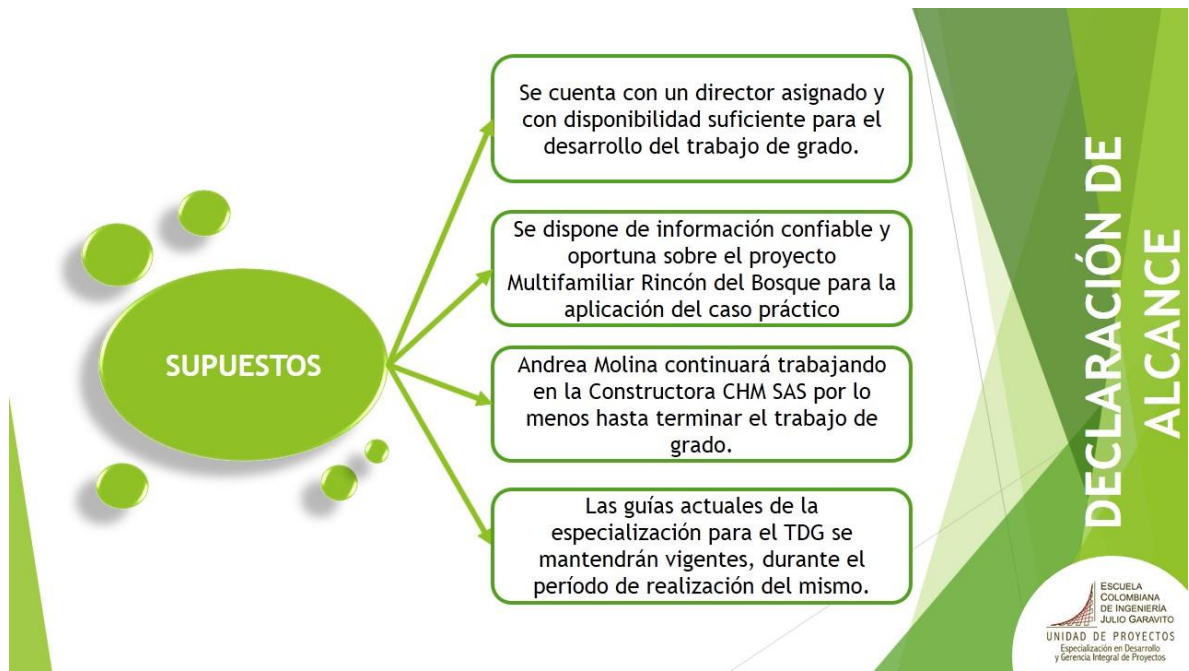 SUPUESTOS
Se cuenta con un director asignado y
con disponibilidad suficiente para el
desarrollo del trabajo de grado.
Se dispone de información confiable y
oportuna sobre el proyecto
Multifamiliar Rincón del Bosque para la
aplicación del caso práctico
Andrea Molina continuará trabajando
en la Constructora CHM SAS por lo
menos hasta terminar el trabajo de
grado.
Las guías actuales de la
especialización para el TDG se
mantendrán vigentes, durante el
período de realización del mismo.
DECLARACIÓN DE
ALCANCE
ESCUELA
COLOMBIANA
DE INGENIERÍA
JULIO GARAVITO
UNIDAD DE PROYECTOS
Especialización en Desarrollo
y Gerencia Integral de Proyectos